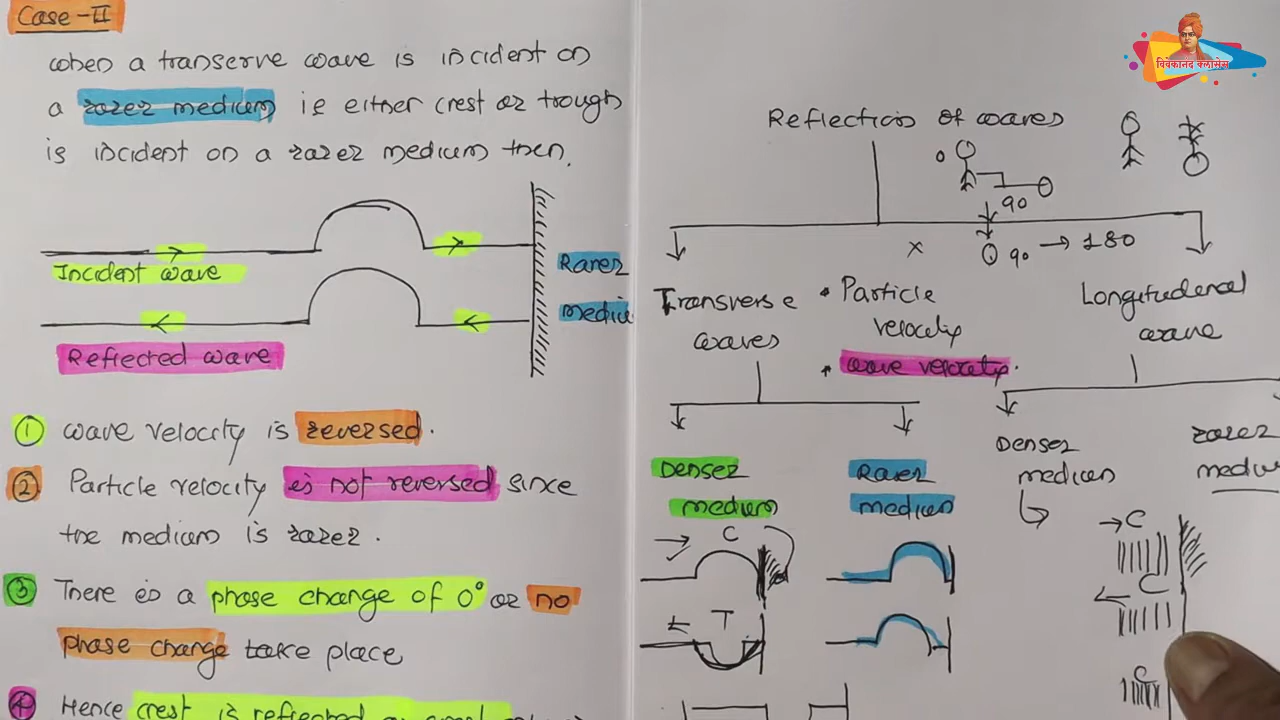 Case-II
when a transerve wave is incident on
a rarer medium ie either crest or trough
is incident on a rarer medium then,
Incident wave
Rarer
Reflected wave
① wave velocity is reversed.
② Particle velocity is not reversed since
the medium is rarer.
③ There is a phase change of 0° or no
phase change take place
④ Hence crest is reflected
विवेकानंद क्लासेस
Reflection of waves
90
90 → 180
Transverse
waves
• Particle
velocity
• wave velocity.
Longitudenal
wave
Denser
medium
Rarer
medium
Denser
medium
rarer
C
T
→ C
C
C